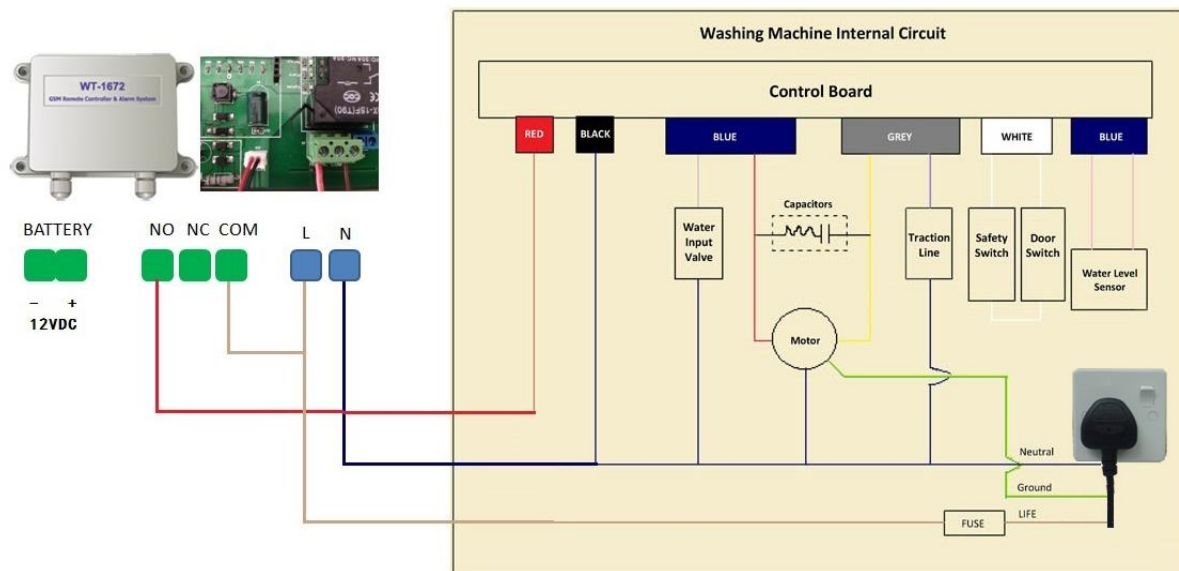 Washing Machine Internal Circuit
WT-1672
GSM Remote Controller & Alarm System
Control Board
RED
BLACK
BLUE
GREY
WHITE
BLUE
BATTERY
NO NC COM L N
- +
12VDC
Capacitors
Water
Input
Valve
Traction
Line
Safety
Switch
Door
Switch
Water Level
Sensor
Motor
Neutral
Ground
FUSE
LIFE